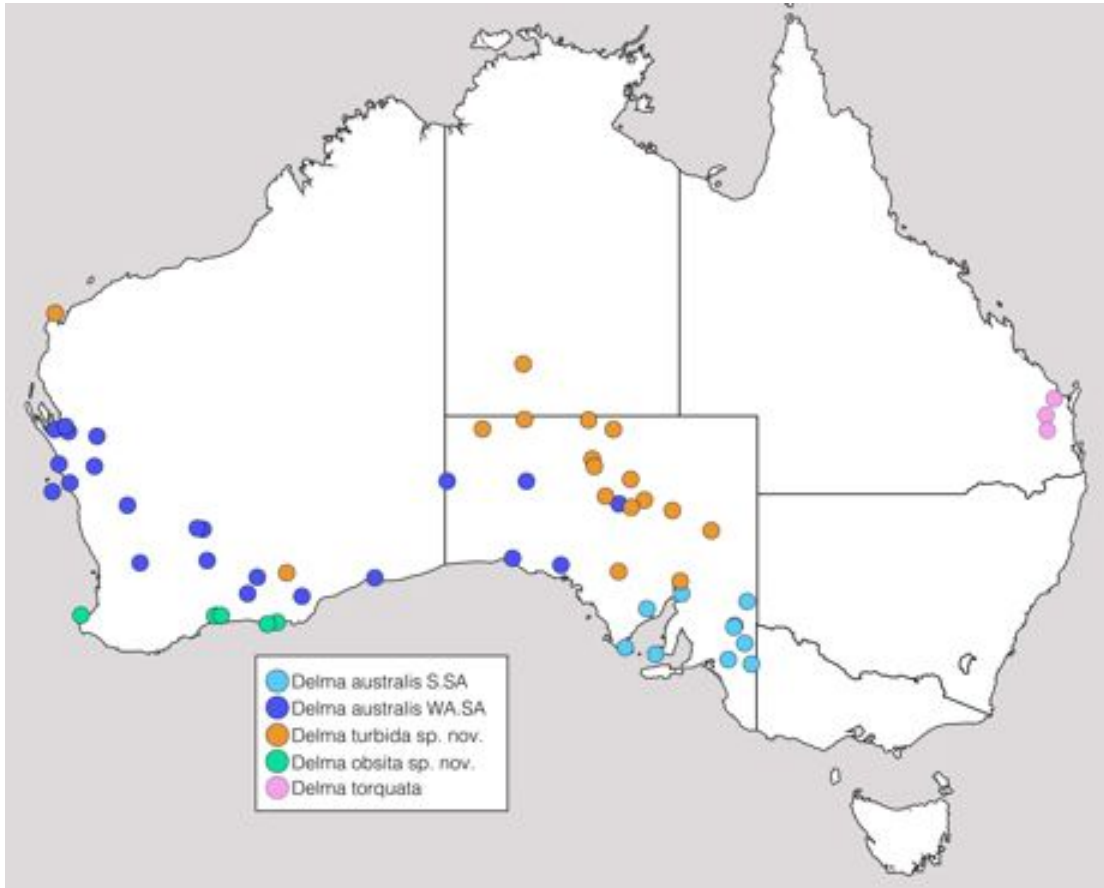 Delma australis S.SA
Delma australis WA.SA
Delma turbida sp. nov.
Delma obsita sp. nov.
Delma torquata